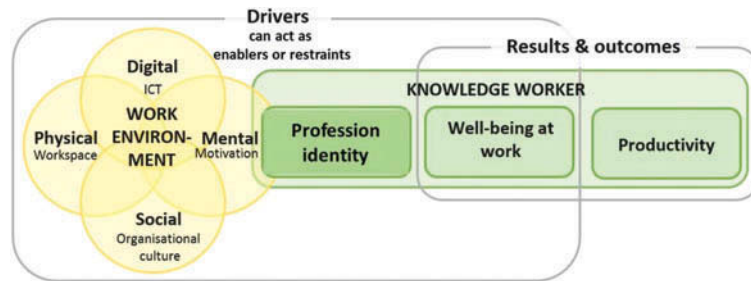 Drivers
can act as
enablers or restraints
Results & outcomes
Digital
ICT
KNOWLEDGE WORKER
WORK
ENVIRON-
MENT
Physical
Workspace
Mental
Motivation
Profession
identity
Well-being at
work
Productivity
Social
Organisational
culture